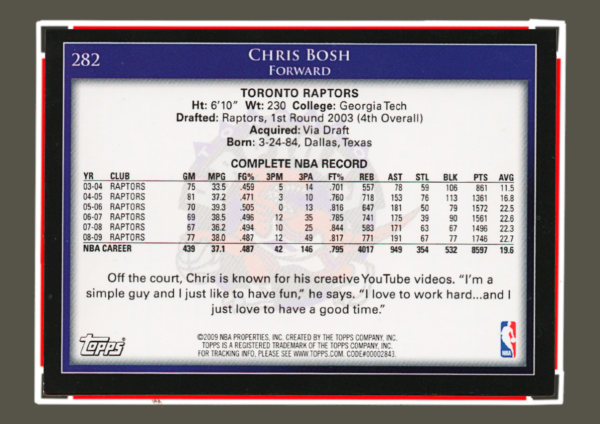 282
CHRIS BOSH
FORWARD
TORONTO RAPTORS
Ht: 6'10" Wt: 230 College: Georgia Tech
Drafted: Raptors, 1st Round 2003 (4th Overall)
Acquired: Via Draft
Born: 3-24-84, Dallas, Texas
COMPLETE NBA RECORD
YR CLUB GM MPG FG% 3PM 3PA FT% REB AST STL BLK PTS AVG
03-04 RAPTORS 75 33.5 .459 5 14 .701 557 78 59 106 861 11.5
04-05 RAPTORS 81 37.2 .471 3 10 .760 718 153 76 113 1361 16.8
05-06 RAPTORS 70 39.3 .505 0 13 .816 647 181 50 79 1572 22.5
06-07 RAPTORS 69 38.5 .496 12 35 .785 741 175 39 90 1561 22.6
07-08 RAPTORS 67 36.2 .494 10 25 .844 583 171 63 67 1496 22.3
08-09 RAPTORS 77 38.0 .487 12 49 .817 771 191 67 77 1746 22.7
NBA CAREER 439 37.1 .487 42 146 .795 4017 949 354 532 8597 19.6
Off the court, Chris is known for his creative YouTube videos. "I'm a
simple guy and I just like to have fun," he says. "I love to work hard...and I
just love to have a good time."
©2009 NBA PROPERTIES, INC. CREATED BY THE TOPPS COMPANY, INC.
TOPPS IS A REGISTERED TRADEMARK OF THE TOPPS COMPANY, INC.
FOR TRACKING INFO, PLEASE SEE WWW.TOPPS.COM. CODE#00002843.
Topps
NBA